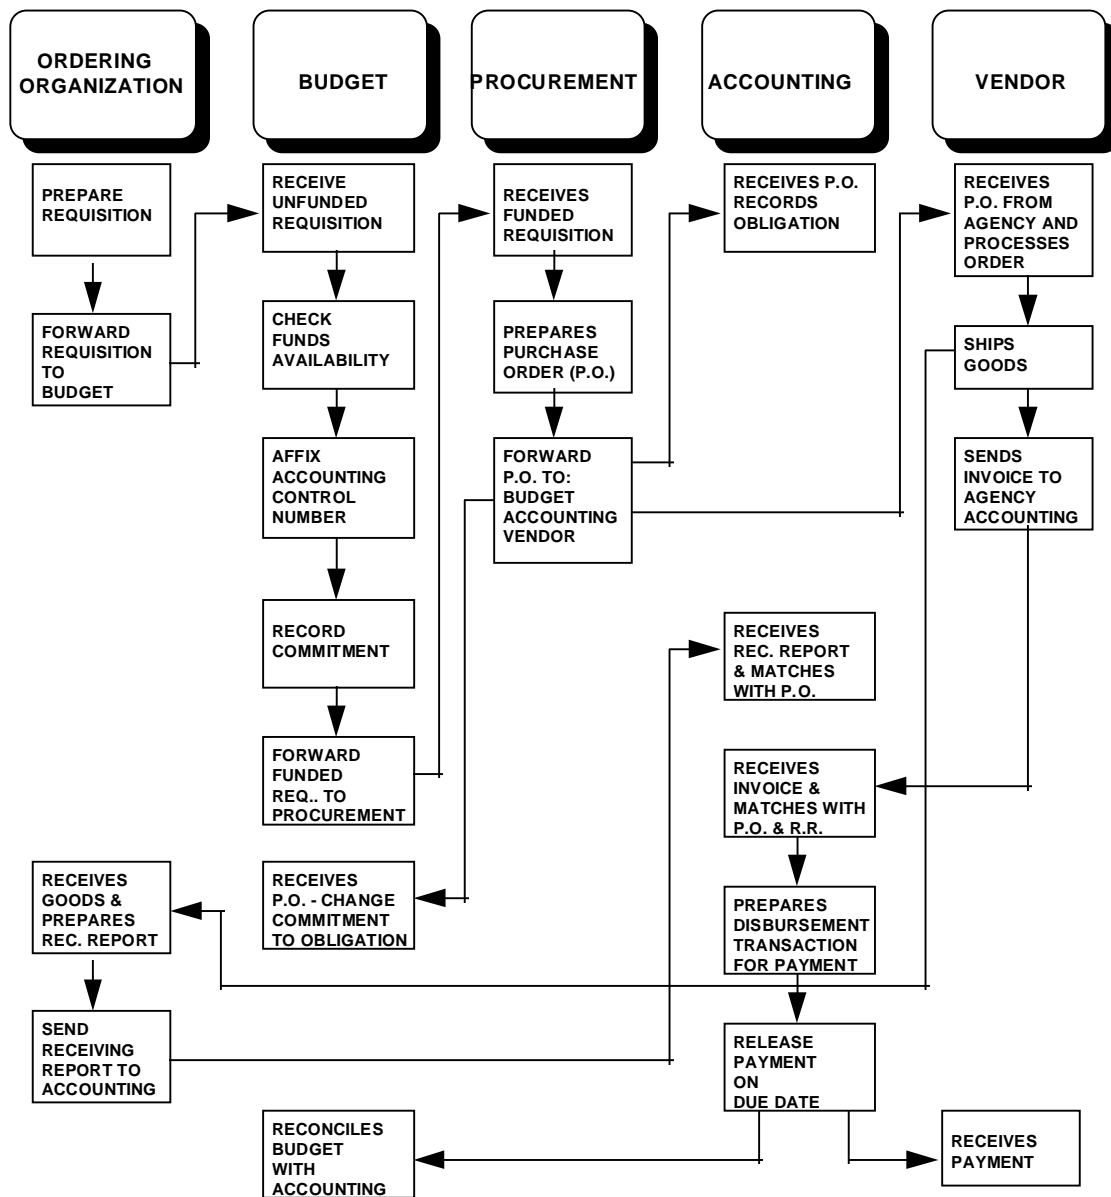 ORDERING
ORGANIZATION
BUDGET
PROCUREMENT
ACCOUNTING
VENDOR
PREPARE
REQUISITION
FORWARD
REQUISITION
TO
BUDGET
RECEIVE
UNFUNDED
REQUISITION
CHECK
FUNDS
AVAILABILITY
AFFIX
ACCOUNTING
CONTROL
NUMBER
RECORD
COMMITMENT
FORWARD
FUNDED
REQ.. TO
PROCUREMENT
RECEIVES
FUNDED
REQUISITION
PREPARES
PURCHASE
ORDER (P.O.)
FORWARD
P.O. TO:
BUDGET
ACCOUNTING
VENDOR
RECEIVES P.O.
RECORDS
OBLIGATION
RECEIVES
P.O. FROM
AGENCY AND
PROCESSES
ORDER
SHIPS
GOODS
SENDS
INVOICE TO
AGENCY
ACCOUNTING
RECEIVES
REC. REPORT
& MATCHES
WITH P.O.
RECEIVES
INVOICE &
MATCHES WITH
P.O. & R.R.
RECEIVES
GOODS &
PREPARES
REC. REPORT
RECEIVES
P.O. - CHANGE
COMMITMENT
TO OBLIGATION
PREPARES
DISBURSEMENT
TRANSACTION
FOR PAYMENT
SEND
RECEIVING
REPORT TO
ACCOUNTING
RELEASE
PAYMENT
ON
DUE DATE
RECONCILES
BUDGET
WITH
ACCOUNTING
RECEIVES
PAYMENT